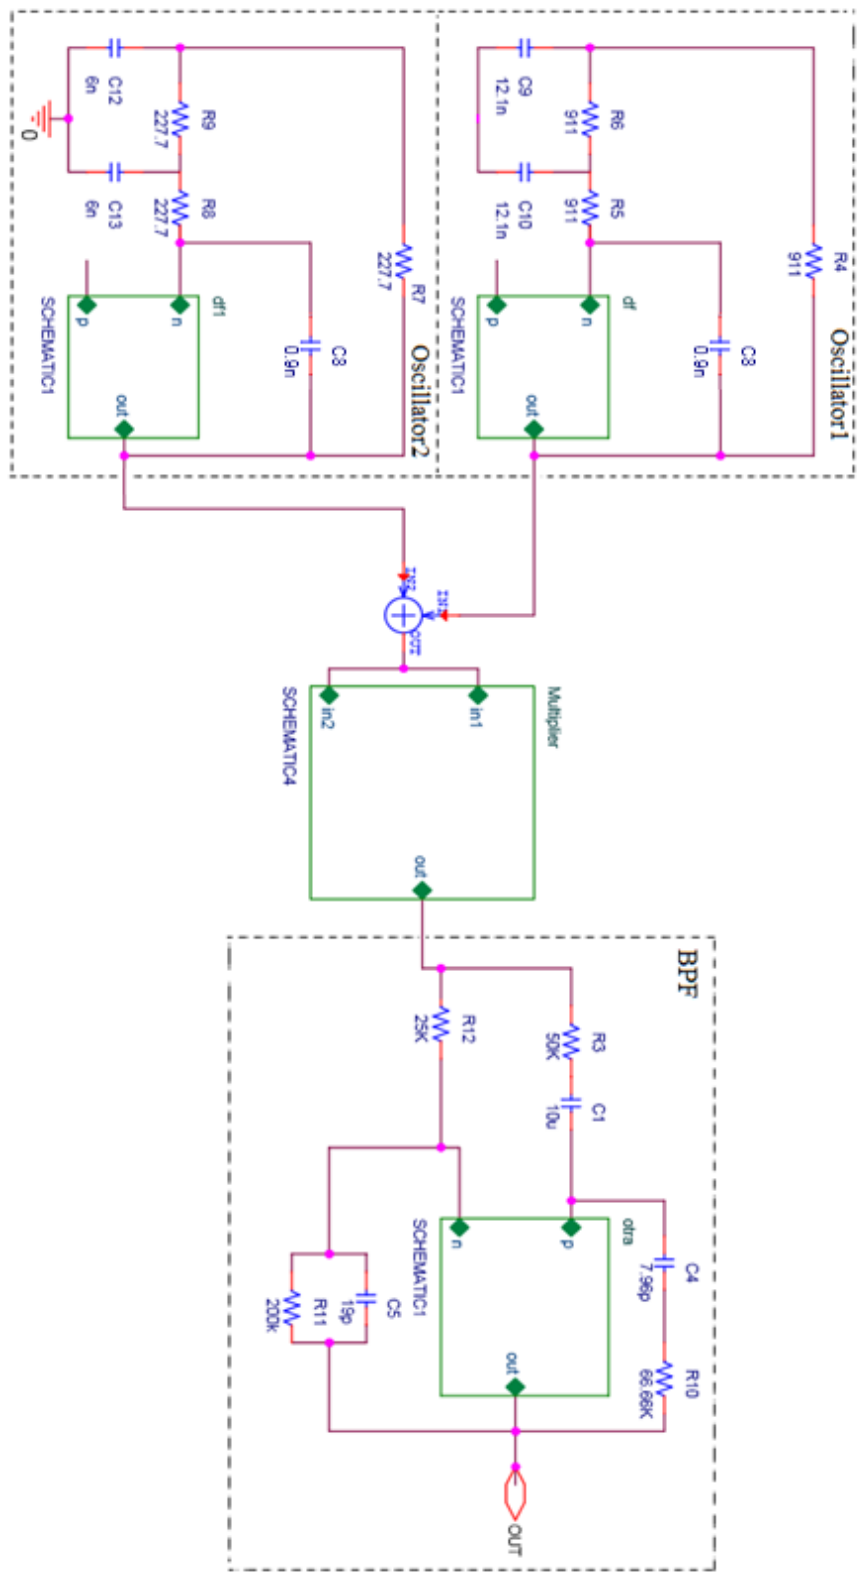 Oscillator1
R4
911
C8
0.9n
R6
911
R5
911
C9
12.1n
C10
12.1n
df
n
p
out
SCHEMATIC1
Oscillator2
R7
227.7
C8
0.9n
R9
227.7
R8
227.7
C12
6n
C13
6n
0
df1
n
p
out
SCHEMATIC1
OUT
Multiplier
in1
in2
out
SCHEMATIC4
BPF
R3
50K
C1
10u
R12
25K
C4
7.96p
R10
66.66K
otra
p
n
out
SCHEMATIC1
C5
19p
R11
200k
OUT